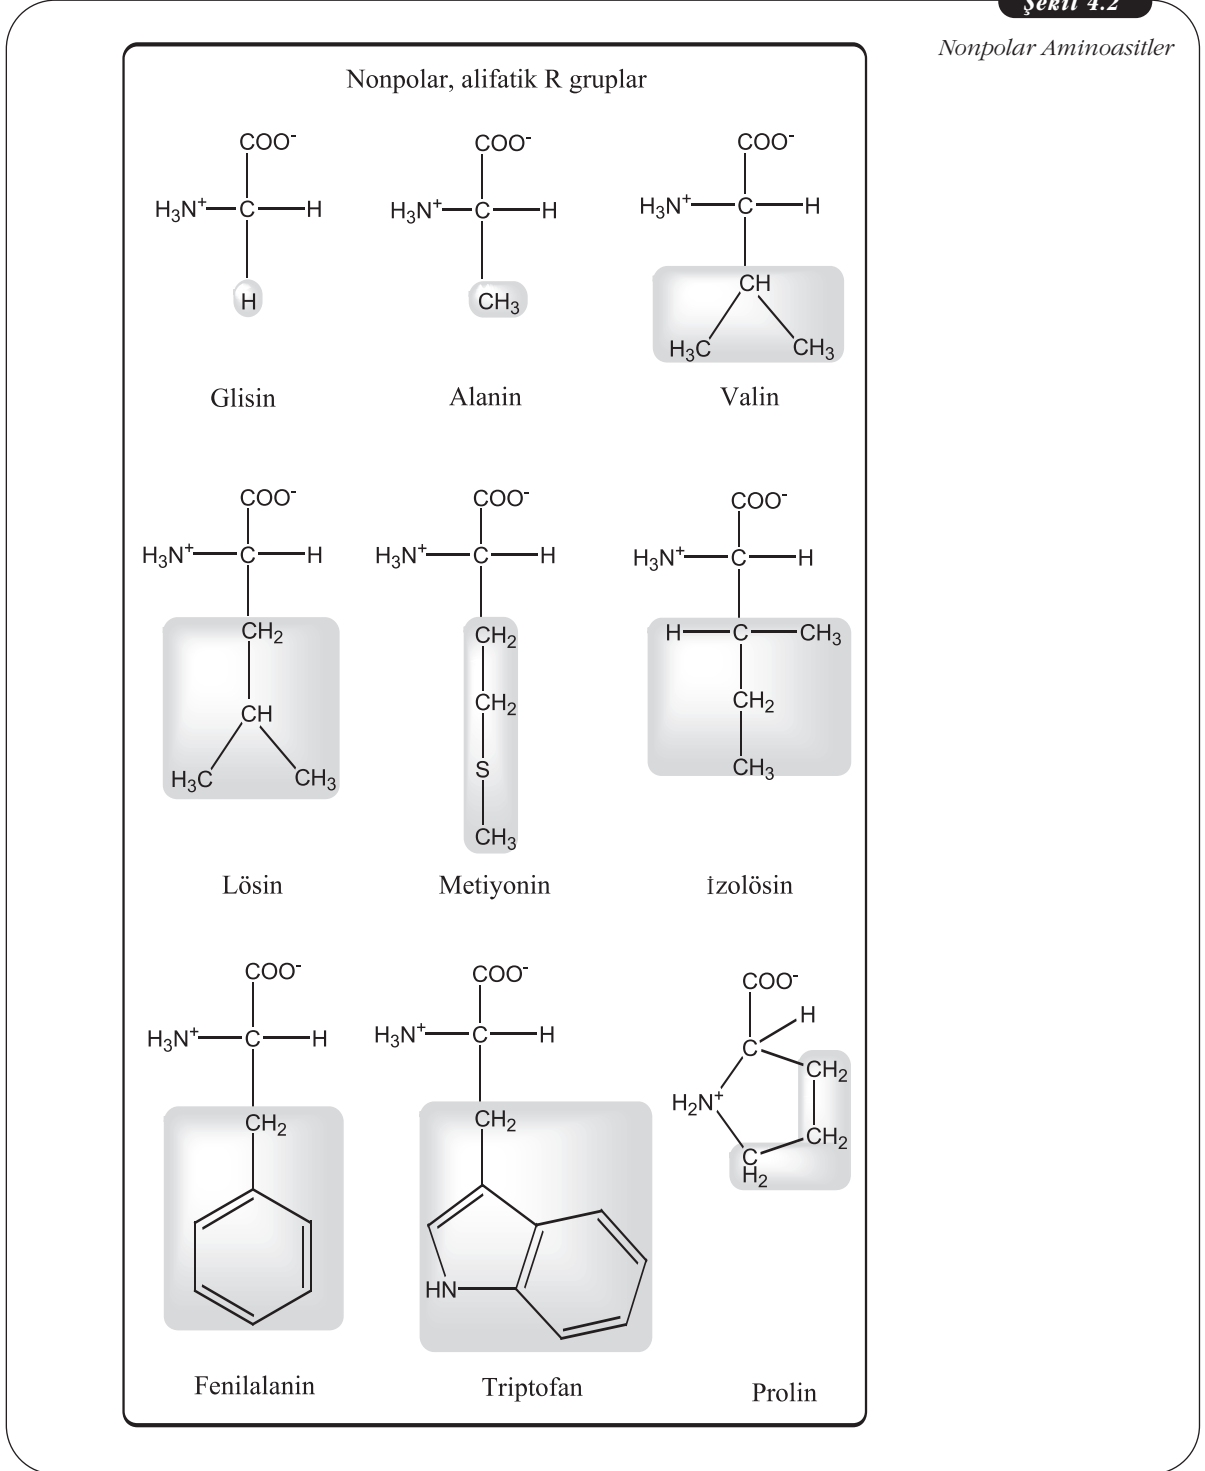 Şekil 4.2
Nonpolar Aminoasitler
Nonpolar, alifatik R gruplar
COO⁻ COO⁻ COO⁻
H₃N⁺ C H H₃N⁺ C H H₃N⁺ C H
H CH₃ CH
H₃C CH₃
Glisin Alanin Valin
COO⁻ COO⁻ COO⁻
H₃N⁺ C H H₃N⁺ C H H₃N⁺ C H
CH₂ CH₂ H C CH₃
CH CH₂ CH₂
H₃C CH₃ S CH₃
CH₃
Lösin Metiyonin İzolösin
COO⁻ COO⁻ COO⁻
H
H₃N⁺ C H H₃N⁺ C H C
CH₂ CH₂ CH₂
H₂N⁺
CH₂
C
H₂
HN
Fenilalanin Triptofan Prolin